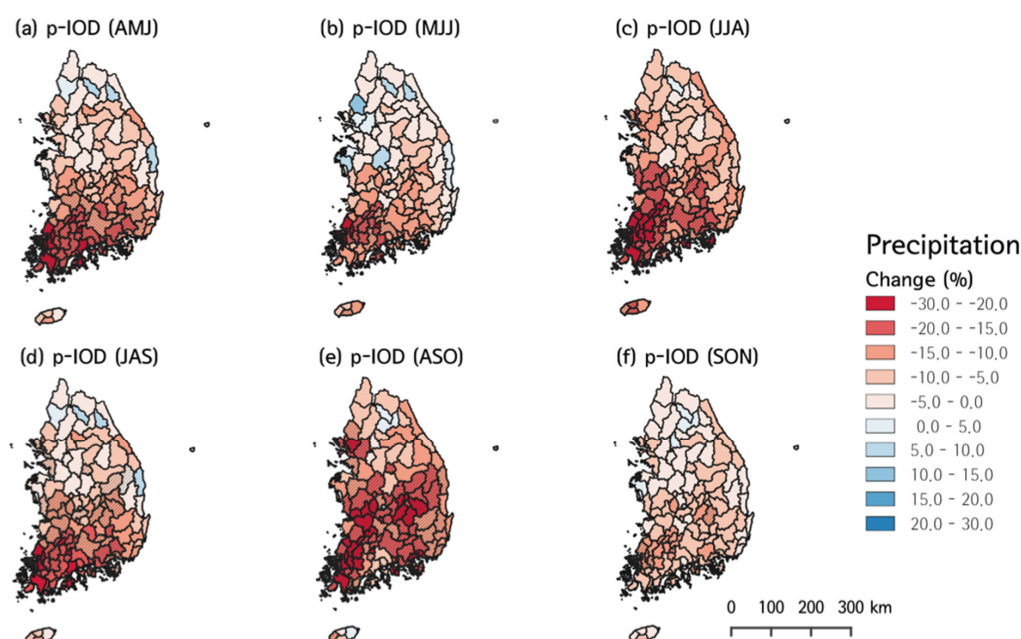 (a) p-IOD (AMJ)
(b) p-IOD (MJJ)
(c) p-IOD (JJA)
(d) p-IOD (JAS)
(e) p-IOD (ASO)
(f) p-IOD (SON)
Precipitation
Change (%)
-30.0 - -20.0
-20.0 - -15.0
-15.0 - -10.0
-10.0 - -5.0
-5.0 - 0.0
0.0 - 5.0
5.0 - 10.0
10.0 - 15.0
15.0 - 20.0
20.0 - 30.0
0 100 200 300 km